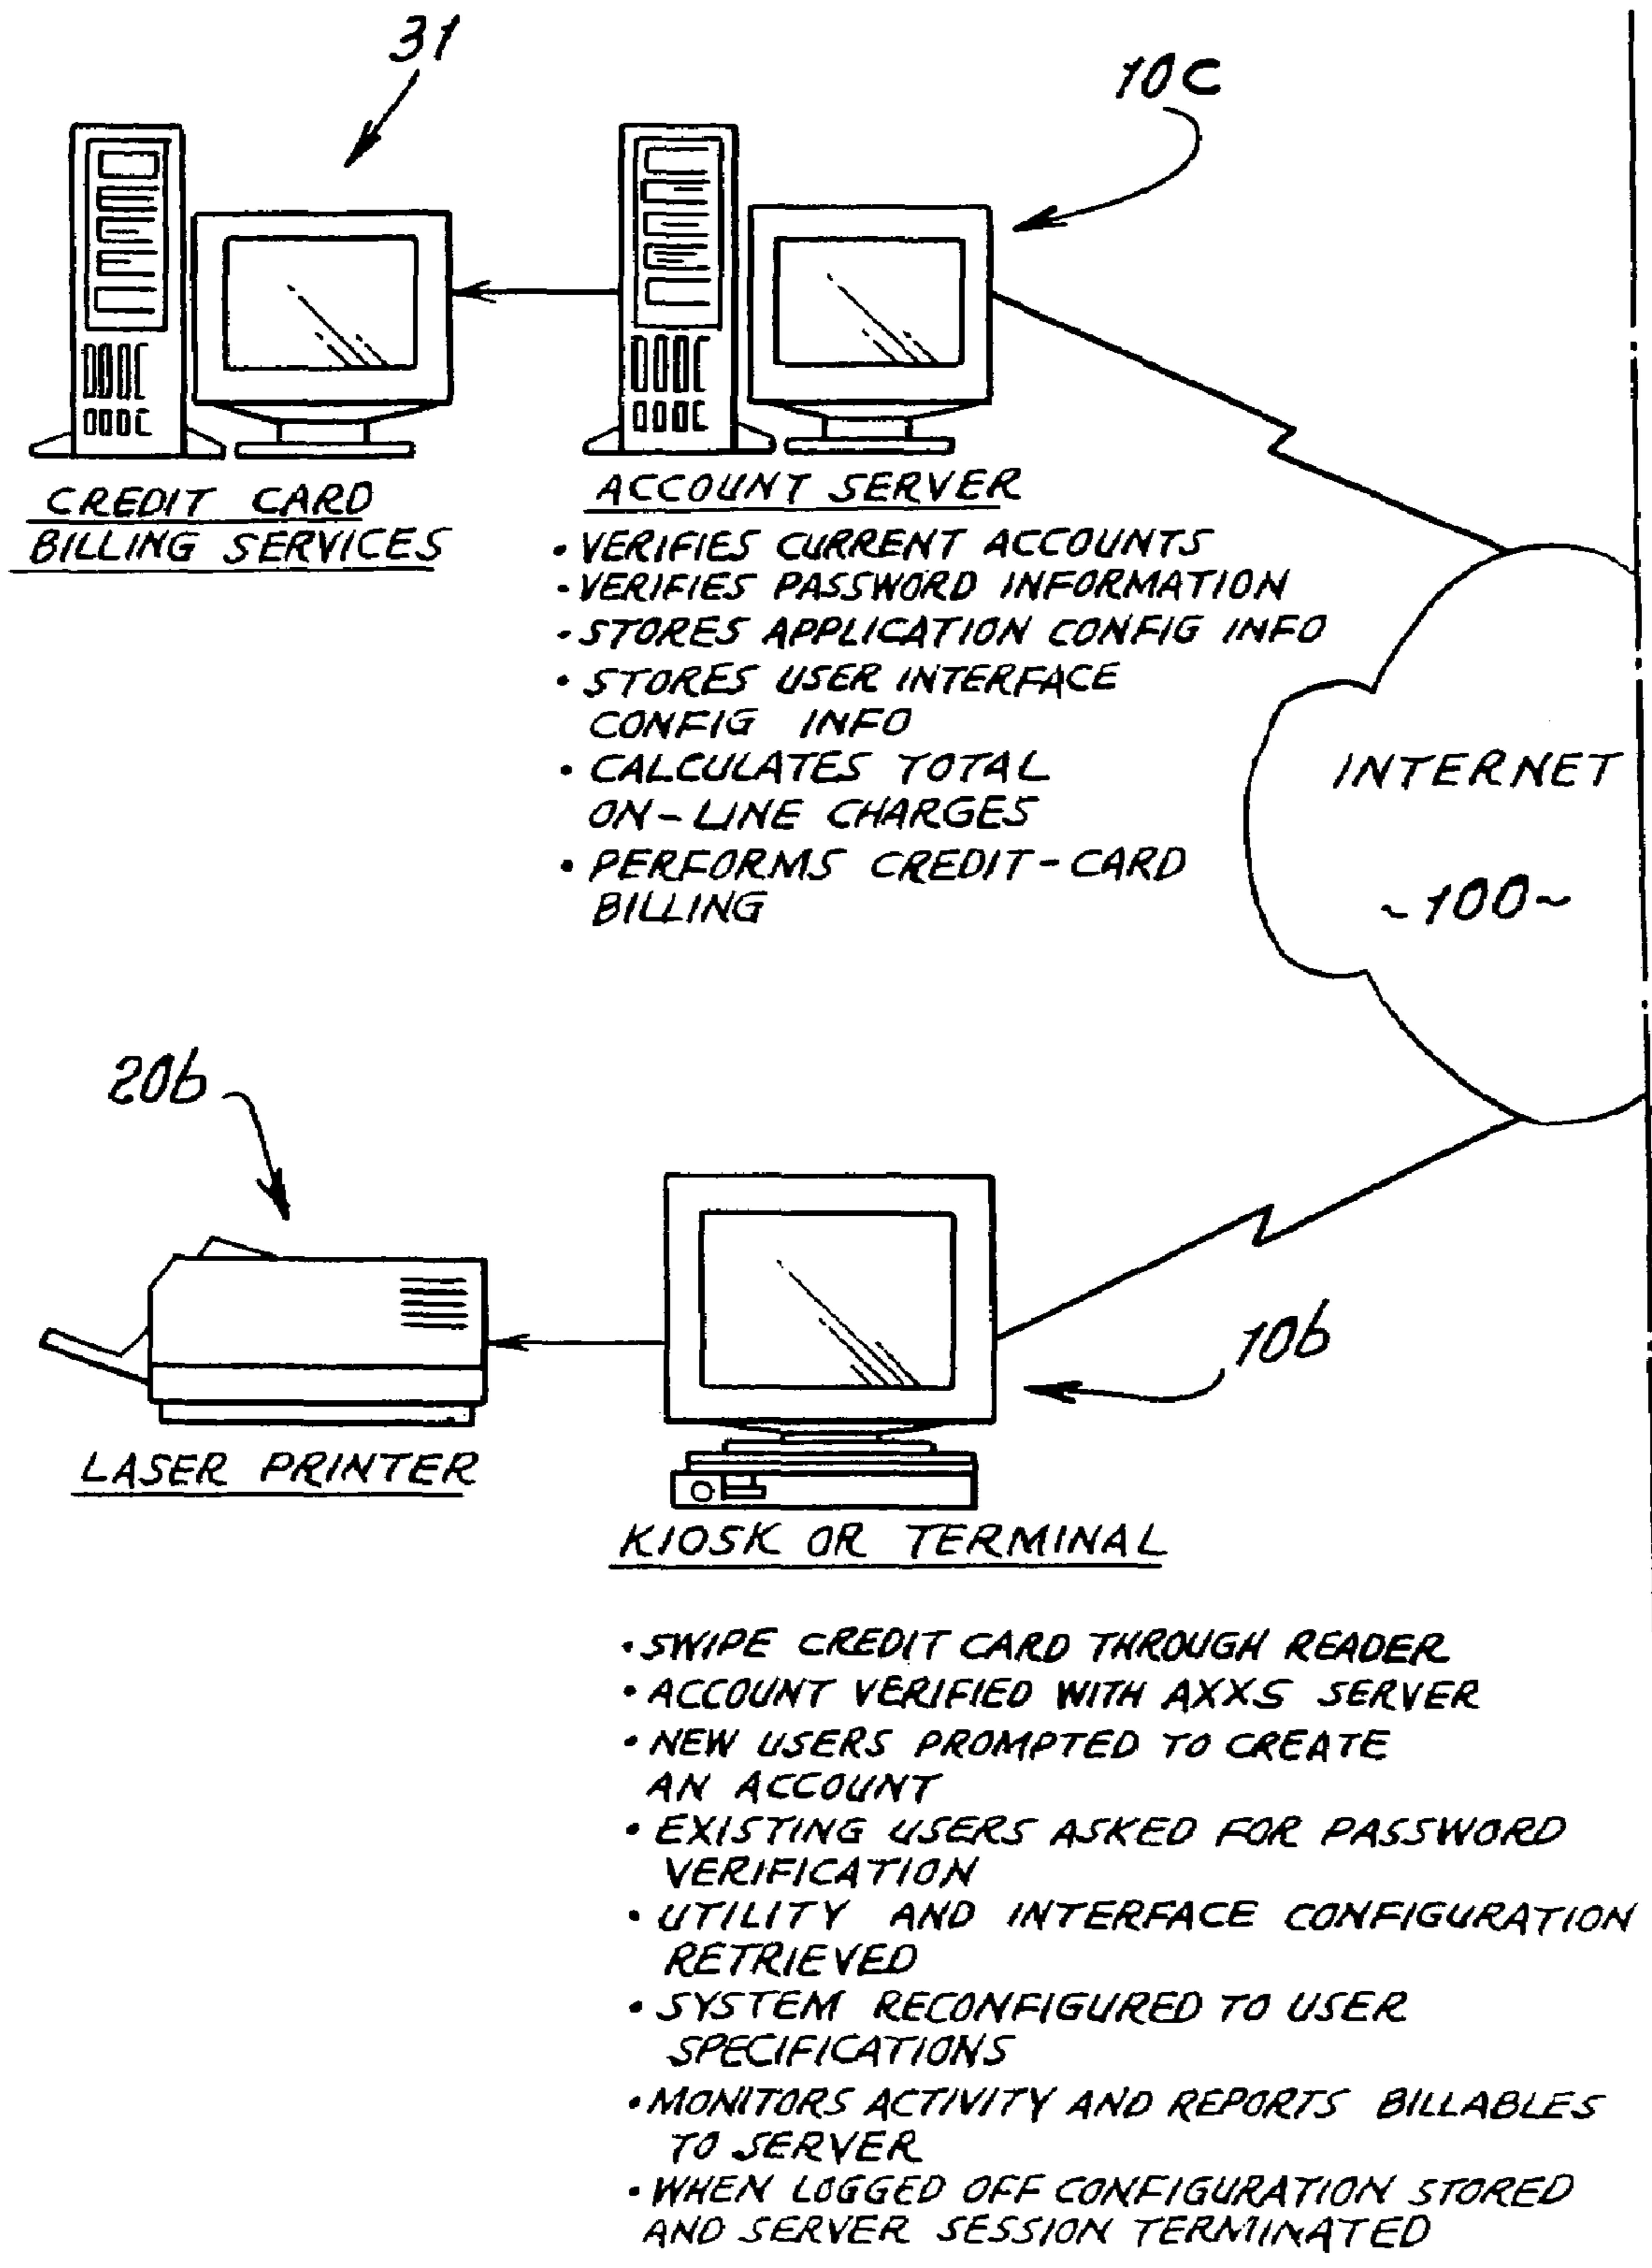 31
10C
CREDIT CARD
BILLING SERVICES
ACCOUNT SERVER
• VERIFIES CURRENT ACCOUNTS
• VERIFIES PASSWORD INFORMATION
• STORES APPLICATION CONFIG INFO
• STORES USER INTERFACE
CONFIG INFO
• CALCULATES TOTAL
ON-LINE CHARGES
• PERFORMS CREDIT-CARD
BILLING
INTERNET
~100~
20b
10b
LASER PRINTER
KIOSK OR TERMINAL
• SWIPE CREDIT CARD THROUGH READER
• ACCOUNT VERIFIED WITH AXXS SERVER
• NEW USERS PROMPTED TO CREATE
AN ACCOUNT
• EXISTING USERS ASKED FOR PASSWORD
VERIFICATION
• UTILITY AND INTERFACE CONFIGURATION
RETRIEVED
• SYSTEM RECONFIGURED TO USER
SPECIFICATIONS
• MONITORS ACTIVITY AND REPORTS BILLABLES
TO SERVER
• WHEN LOGGED OFF CONFIGURATION STORED
AND SERVER SESSION TERMINATED